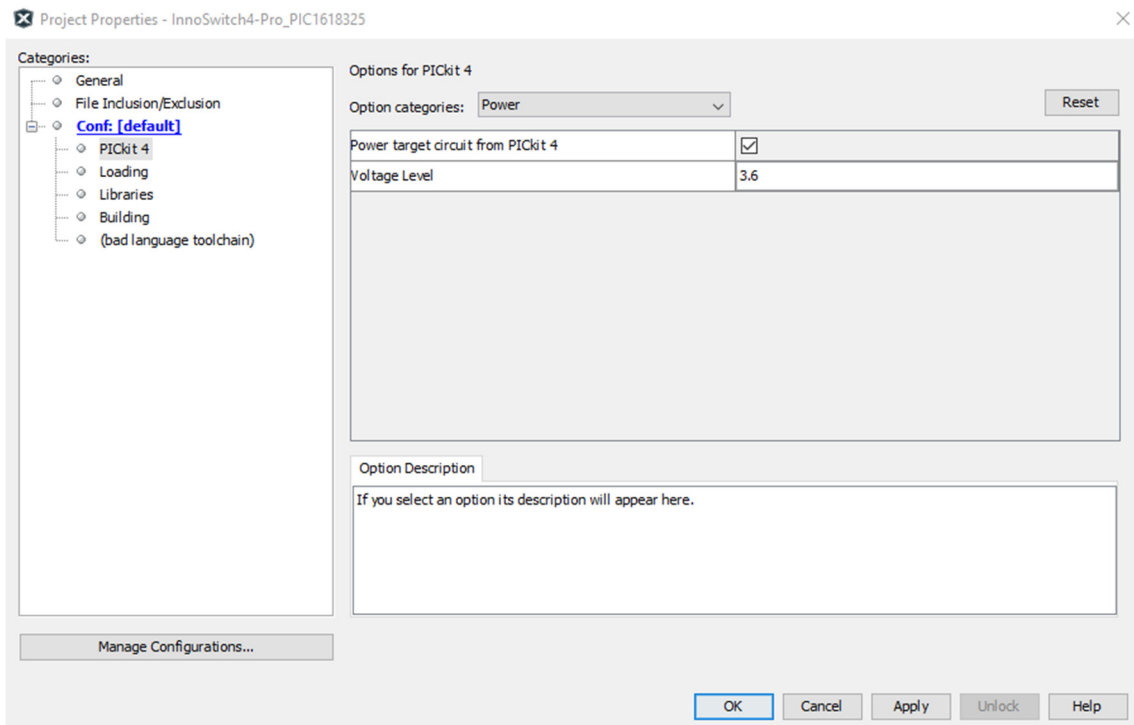 Project Properties - InnoSwitch4-Pro_PIC1618325
Categories:
General
File Inclusion/Exclusion
Conf: [default]
PICkit 4
Loading
Libraries
Building
(bad language toolchain)
Manage Configurations...
Options for PICkit 4
Option categories: Power
Reset
Power target circuit from PICkit 4
Voltage Level 3.6
Option Description
If you select an option its description will appear here.
OK Cancel Apply Unlock Help